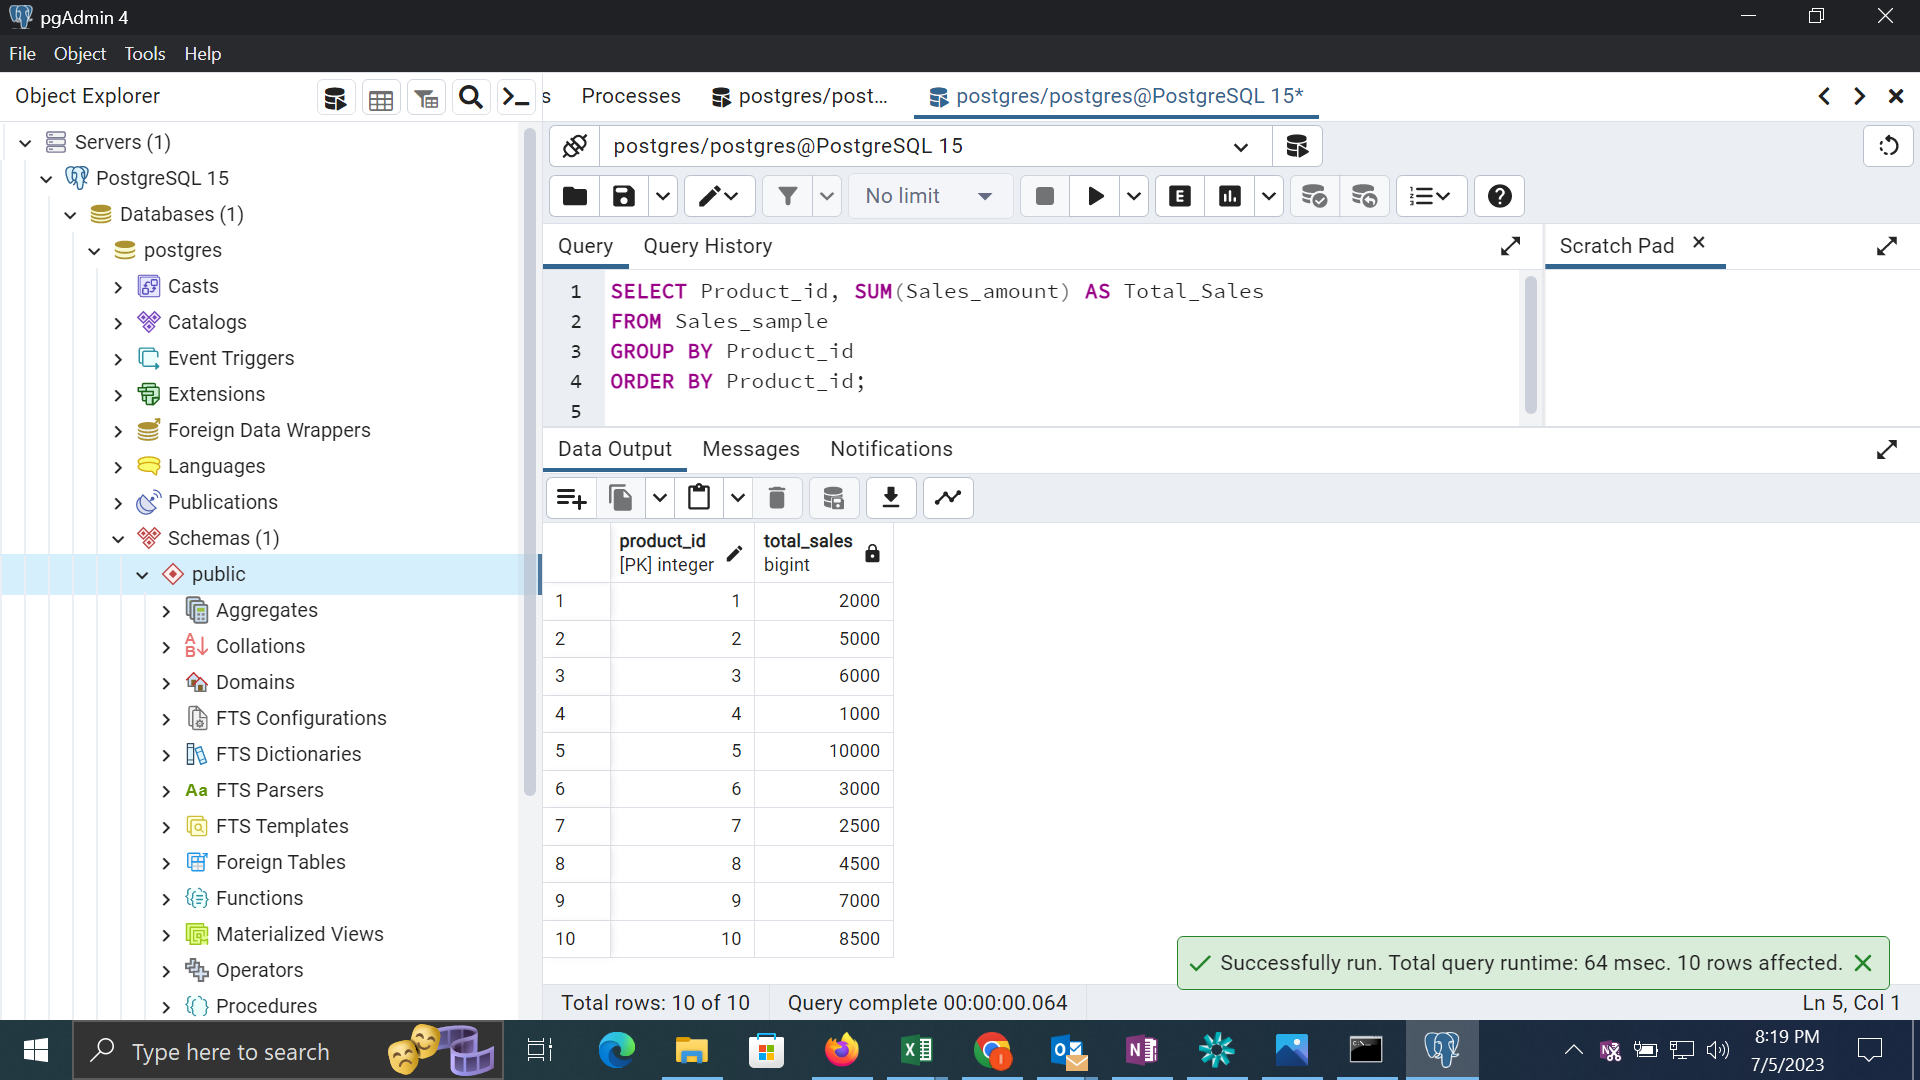 pgAdmin 4
File Object Tools Help
Object Explorer
s Processes postgres/post... postgres/postgres@PostgreSQL 15*
Servers (1)
PostgreSQL 15
Databases (1)
postgres
Casts
Catalogs
Event Triggers
Extensions
Foreign Data Wrappers
Languages
Publications
Schemas (1)
public
Aggregates
Collations
Domains
FTS Configurations
FTS Dictionaries
Aa FTS Parsers
FTS Templates
Foreign Tables
Functions
Materialized Views
Operators
Procedures
postgres/postgres@PostgreSQL 15
No limit
E
Query Query History
Scratch Pad
1 SELECT Product_id, SUM(Sales_amount) AS Total_Sales
2 FROM Sales_sample
3 GROUP BY Product_id
4 ORDER BY Product_id;
5
Data Output Messages Notifications
product_id total_sales
[PK] integer bigint
1 1 2000
2 2 5000
3 3 6000
4 4 1000
5 5 10000
6 6 3000
7 7 2500
8 8 4500
9 9 7000
10 10 8500
Successfully run. Total query runtime: 64 msec. 10 rows affected.
Total rows: 10 of 10 Query complete 00:00:00.064 Ln 5, Col 1
Type here to search
8:19 PM
7/5/2023